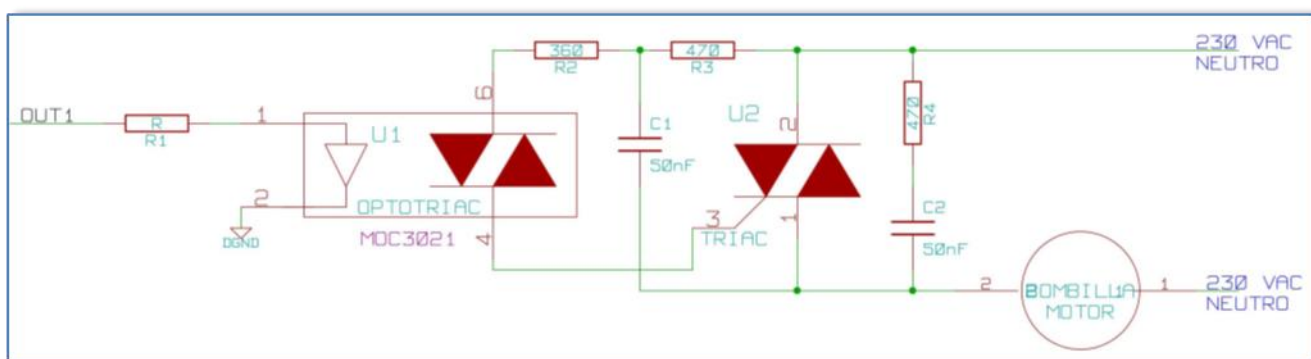 OUT1
R
R1
1
2
DGND
U1
OPTOTRIAC
MOC3021
6
4
360
R2
470
R3
C1
50nF
U2
2
3
1
TRIAC
470
R4
C2
50nF
2
BOMBILLA
MOTOR
1
230 VAC
NEUTRO
230 VAC
NEUTRO